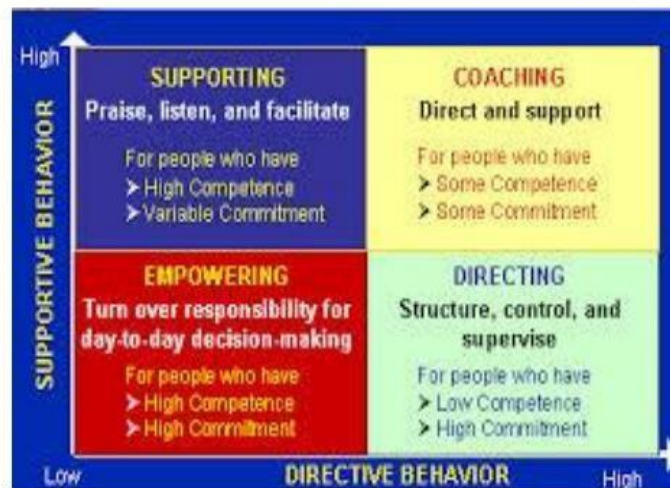 High
SUPPORTIVE BEHAVIOR
SUPPORTING
Praise, listen, and facilitate
For people who have
➤ High Competence
➤ Variable Commitment
COACHING
Direct and support
For people who have
➤ Some Competence
➤ Some Commitment
EMPOWERING
Turn over responsibility for
day-to-day decision-making
For people who have
➤ High Competence
➤ High Commitment
DIRECTING
Structure, control, and
supervise
For people who have
➤ Low Competence
➤ High Commitment
Low
DIRECTIVE BEHAVIOR
High